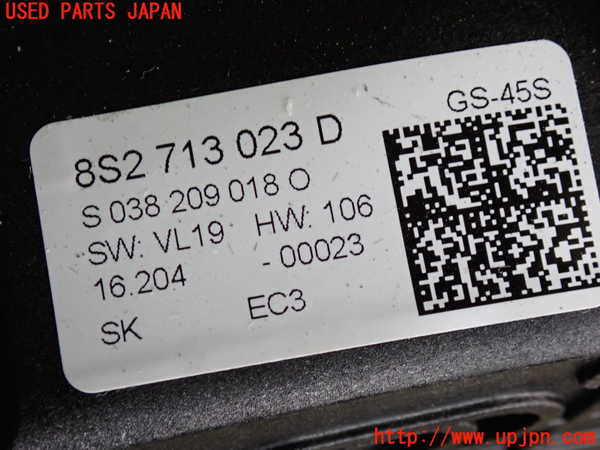 USED PARTS JAPAN
GS-45S
8S2 713 023 D
S 038 209 018 O
SW: VL19 HW: 106
16.204 - 00023
SK EC3
http://www.upjpn.com/